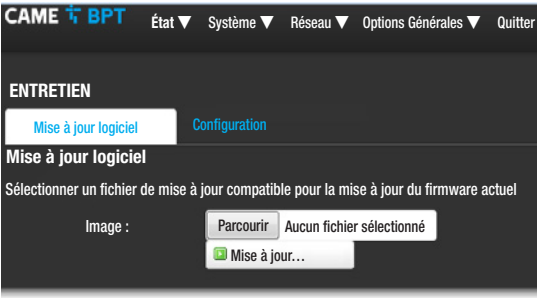 CAME BPT État ▼ Système ▼ Réseau ▼ Options Générales ▼ Quitter
ENTRETIEN
Mise à jour logiciel Configuration
Mise à jour logiciel
Sélectionner un fichier de mise à jour compatible pour la mise à jour du firmware actuel
Image : Parcourir Aucun fichier sélectionné
Mise à jour...